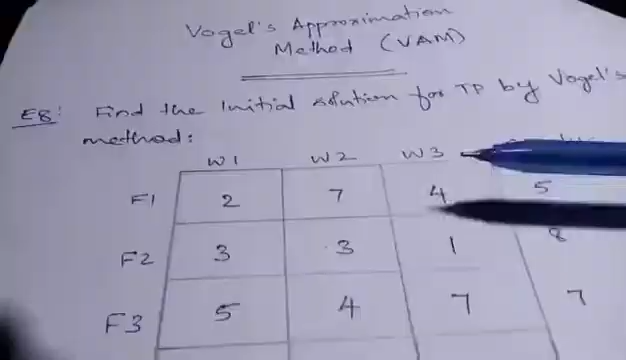 Vogel's Approximation
Method (VAM)
E8: Find the Initial solution for TP by Vogel's
method:
W1 W2 W3
F1 2 7 4 5
F2 3 3 1 8
F3 5 4 7 7